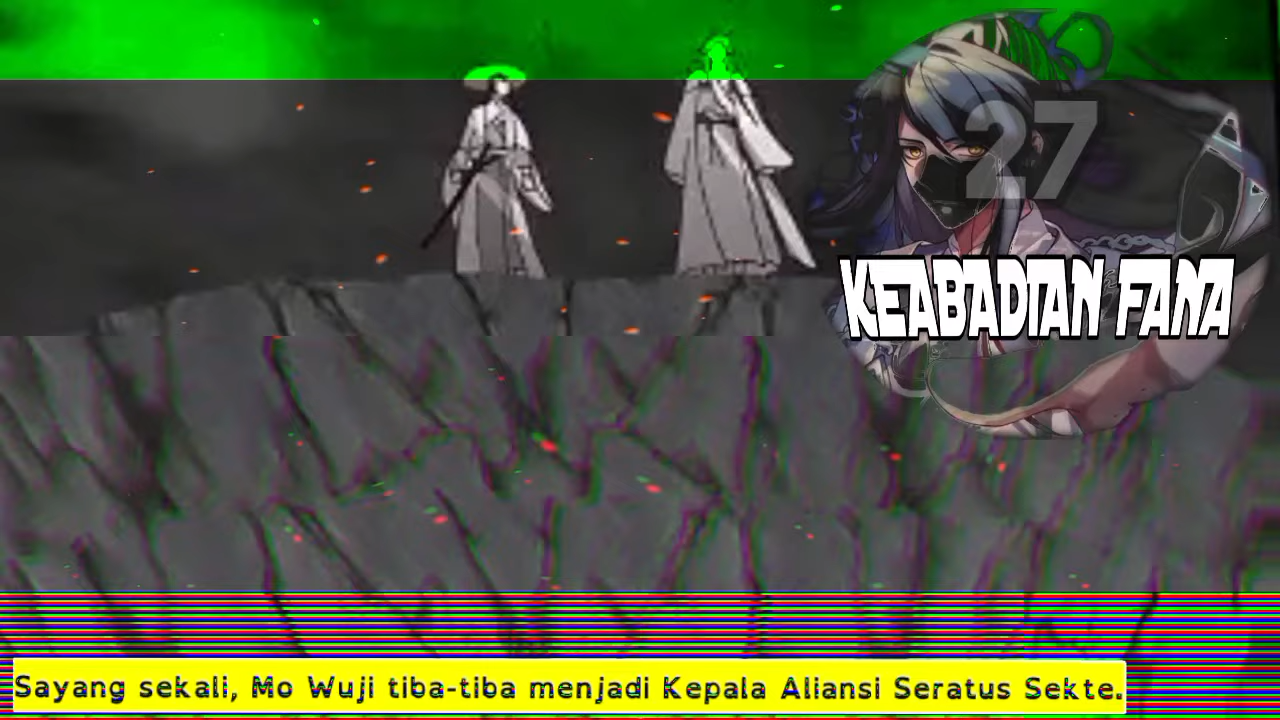 27
KEABADIAN FANA
Sayang sekali, Mo Wuji tiba-tiba menjadi Kepala Aliansi Seratus Sekte.